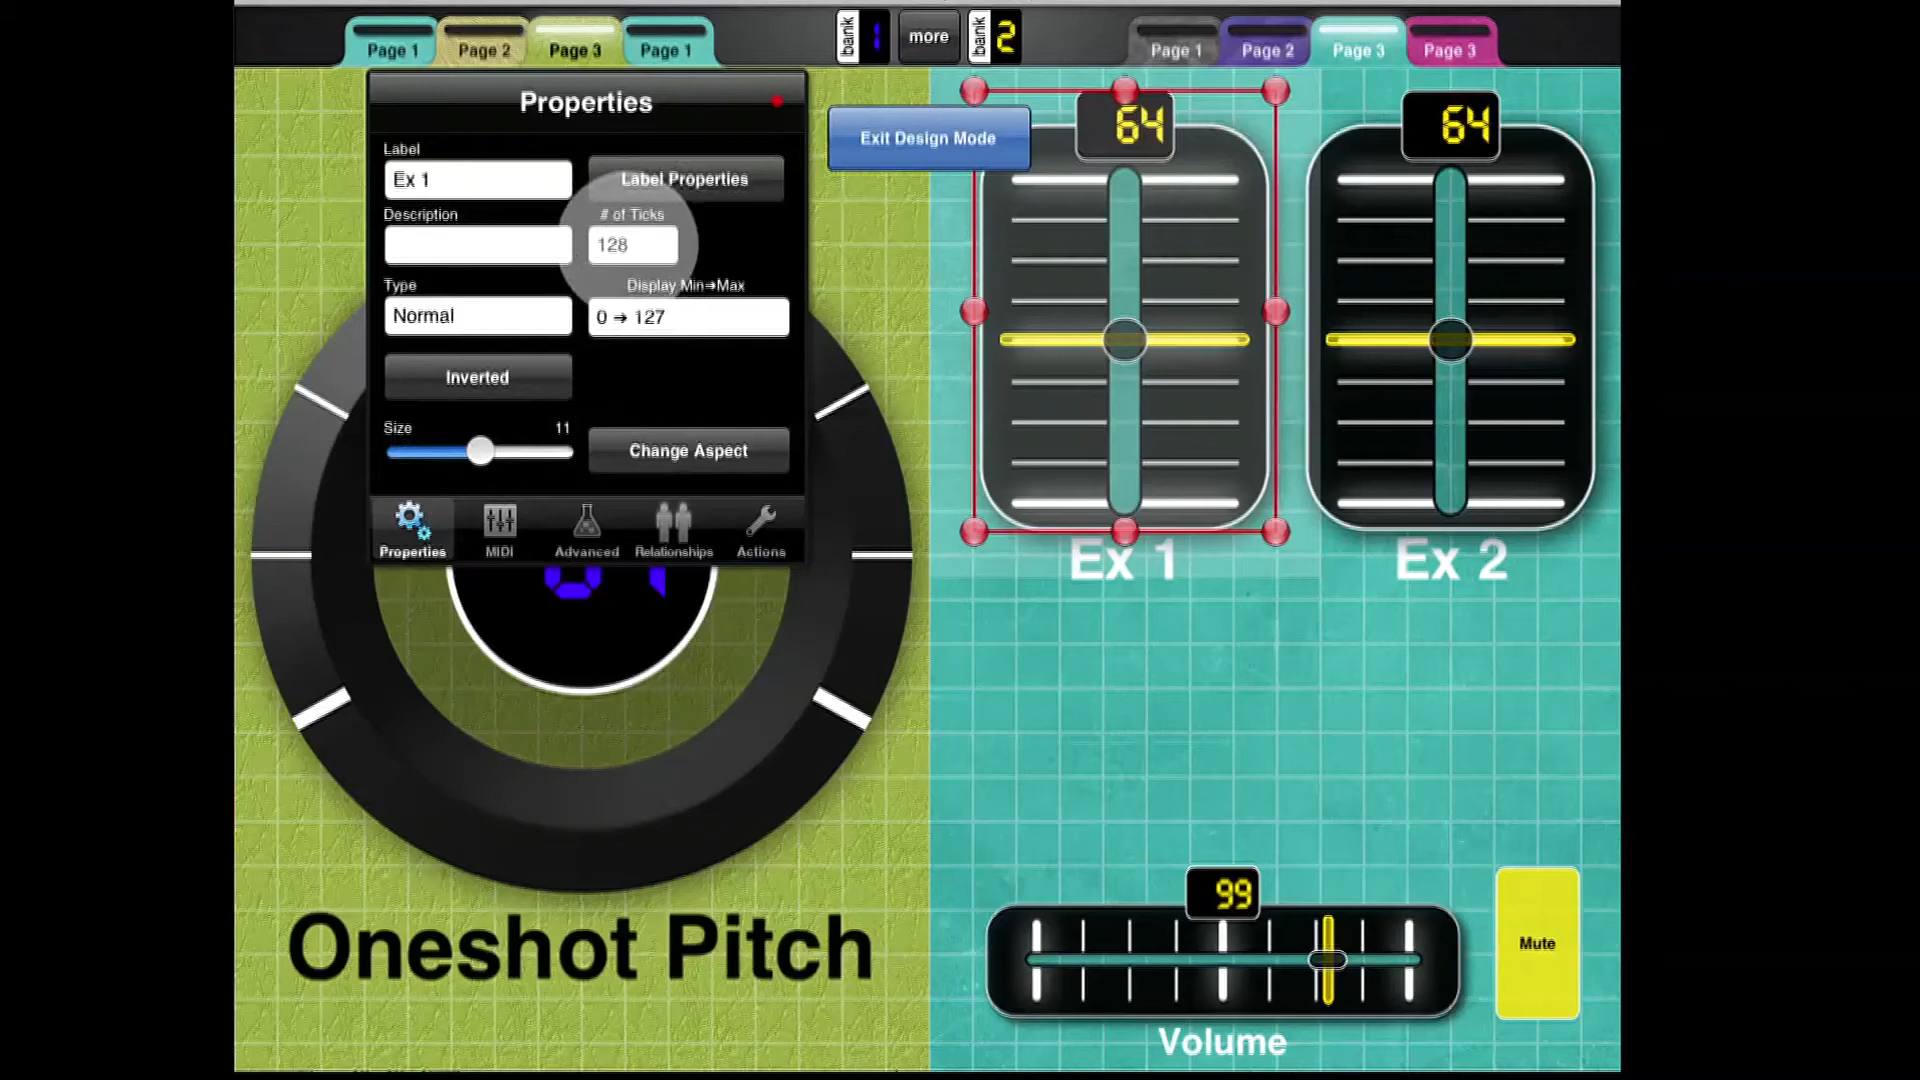 Page 1 Page 2 Page 3 Page 1 bank 1 more bank 2 Page 1 Page 2 Page 3 Page 3
Properties
Label
Ex 1
Label Properties
Description
# of Ticks
128
Type
Display Min➔Max
Normal
0 ➔ 127
Inverted
Size 11
Change Aspect
Properties MIDI Advanced Relationships Actions
Exit Design Mode
64
64
Ex 1
Ex 2
Oneshot Pitch
99
Mute
Volume